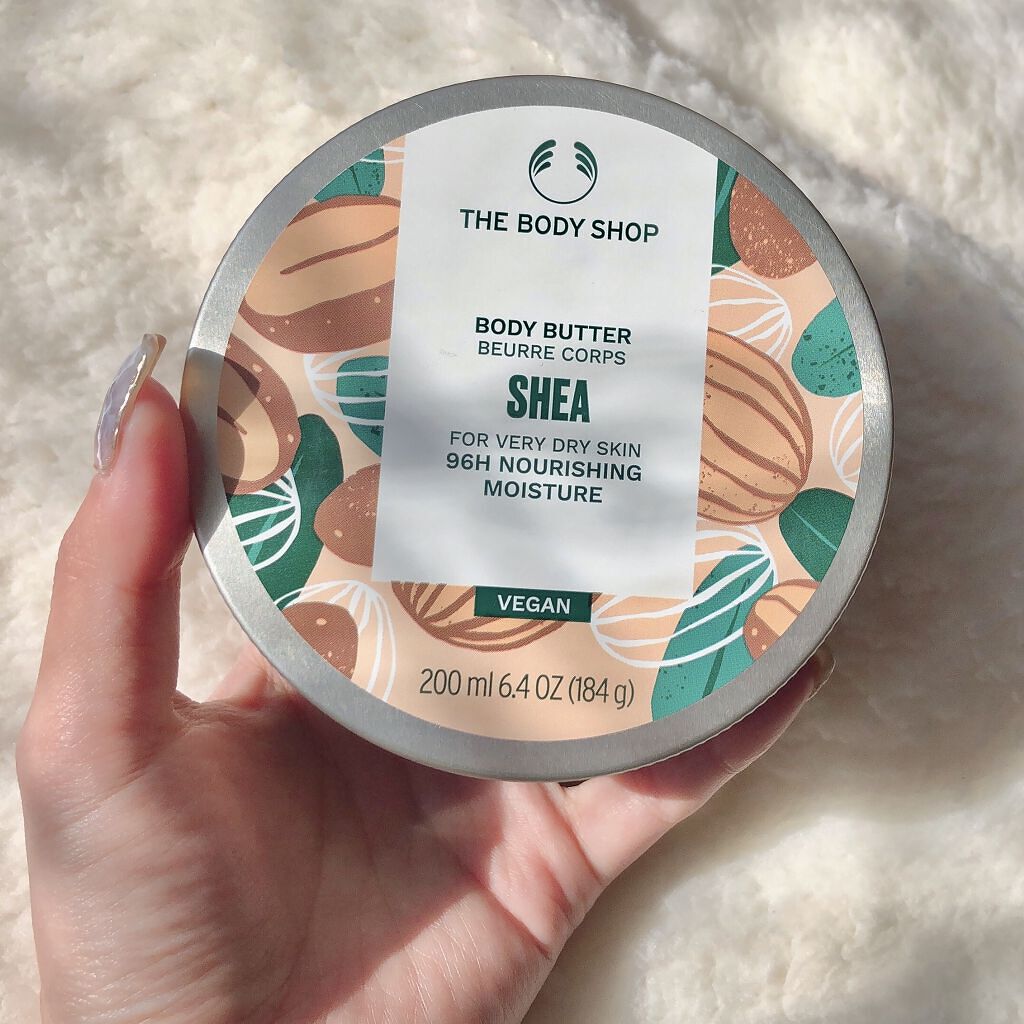 THE BODY SHOP
BODY BUTTER
BEURRE CORPS
SHEA
FOR VERY DRY SKIN
96H NOURISHING
MOISTURE
VEGAN
200 ml 6.4 OZ (184 g)